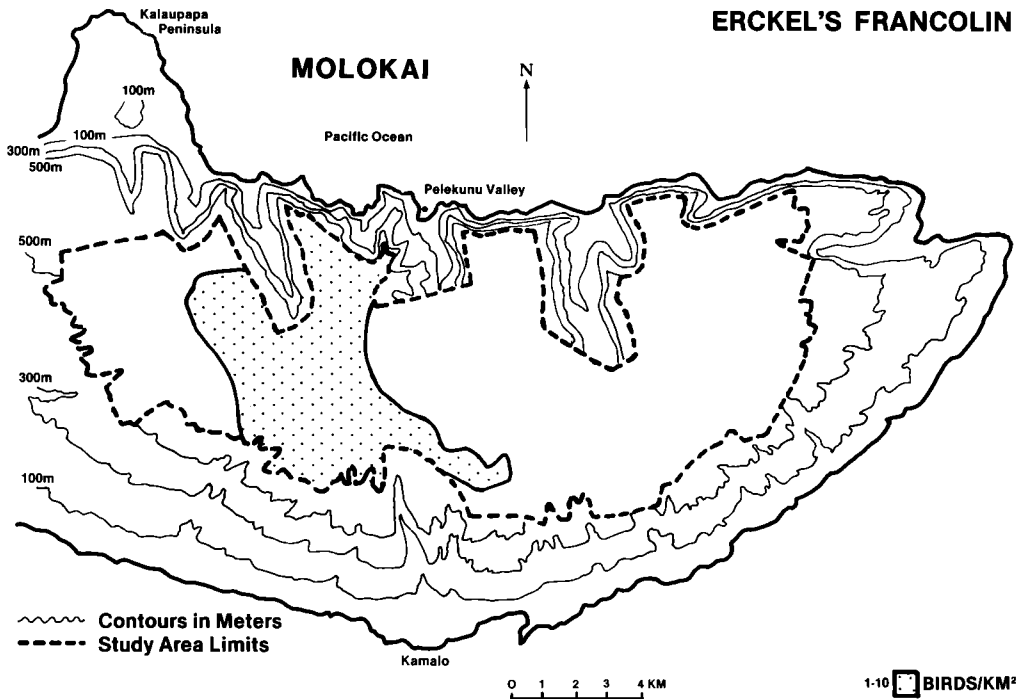 Kalaupapa
Peninsula
ERCKEL'S FRANCOLIN
MOLOKAI
N
100m
Pacific Ocean
100m
300m
500m
Pelekunu Valley
500m
300m
100m
Contours in Meters
Study Area Limits
Kamalo
0 1 2 3 4 KM
1-10 BIRDS/KM²